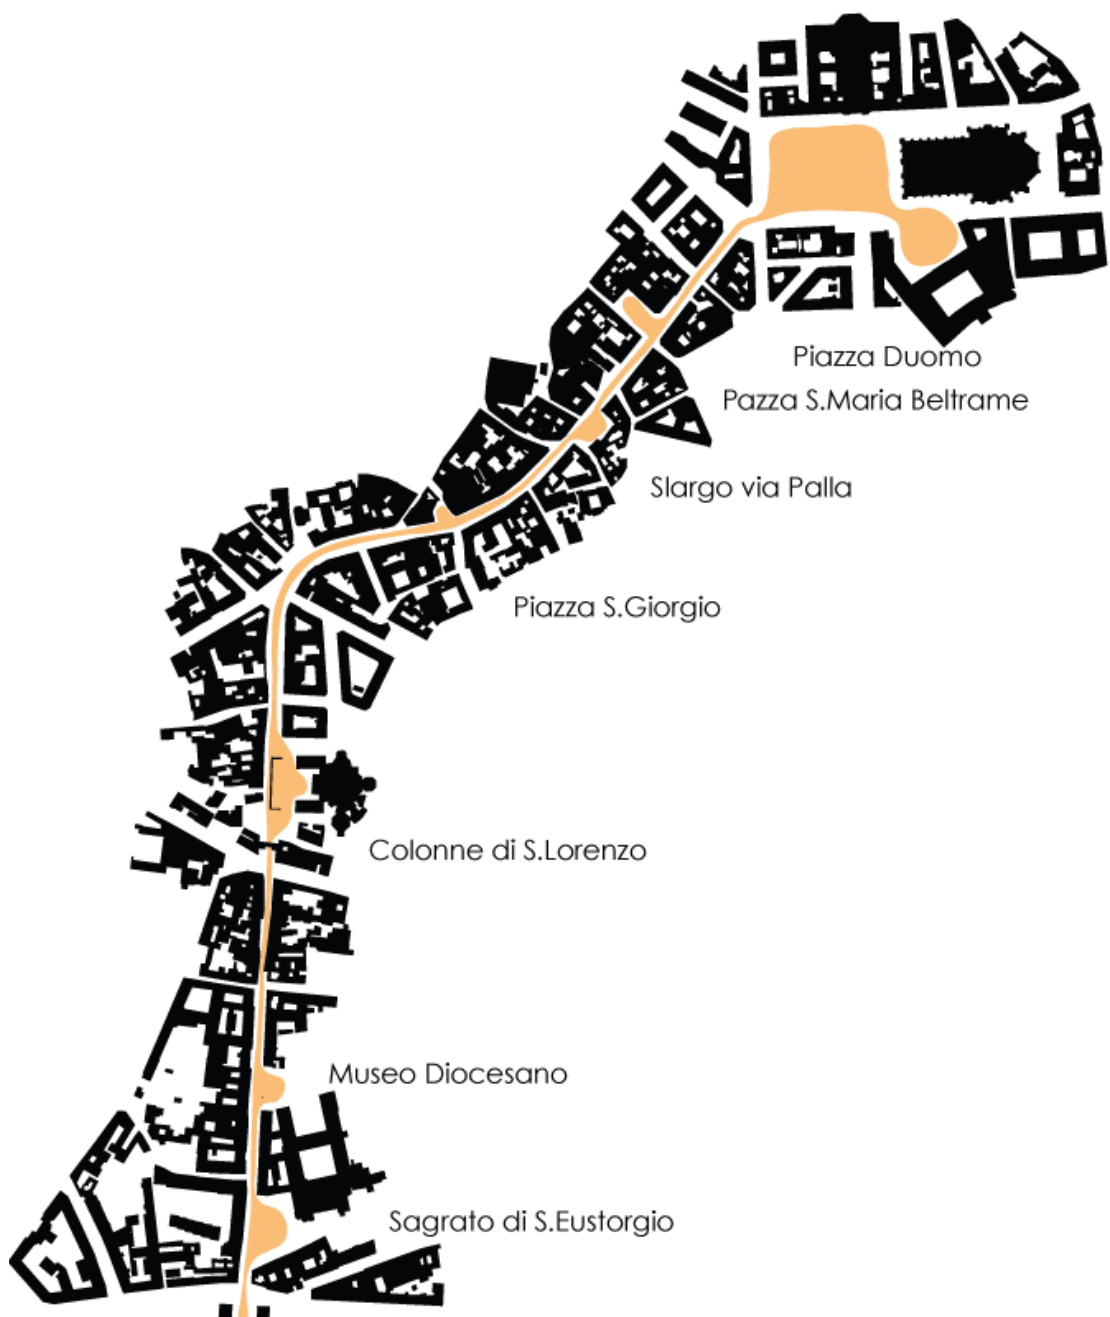 Piazza Duomo
Pazza S.Maria Beltrame
Slargo via Palla
Piazza S.Giorgio
Colonne di S.Lorenzo
Museo Diocesano
Sagrato di S.Eustorgio